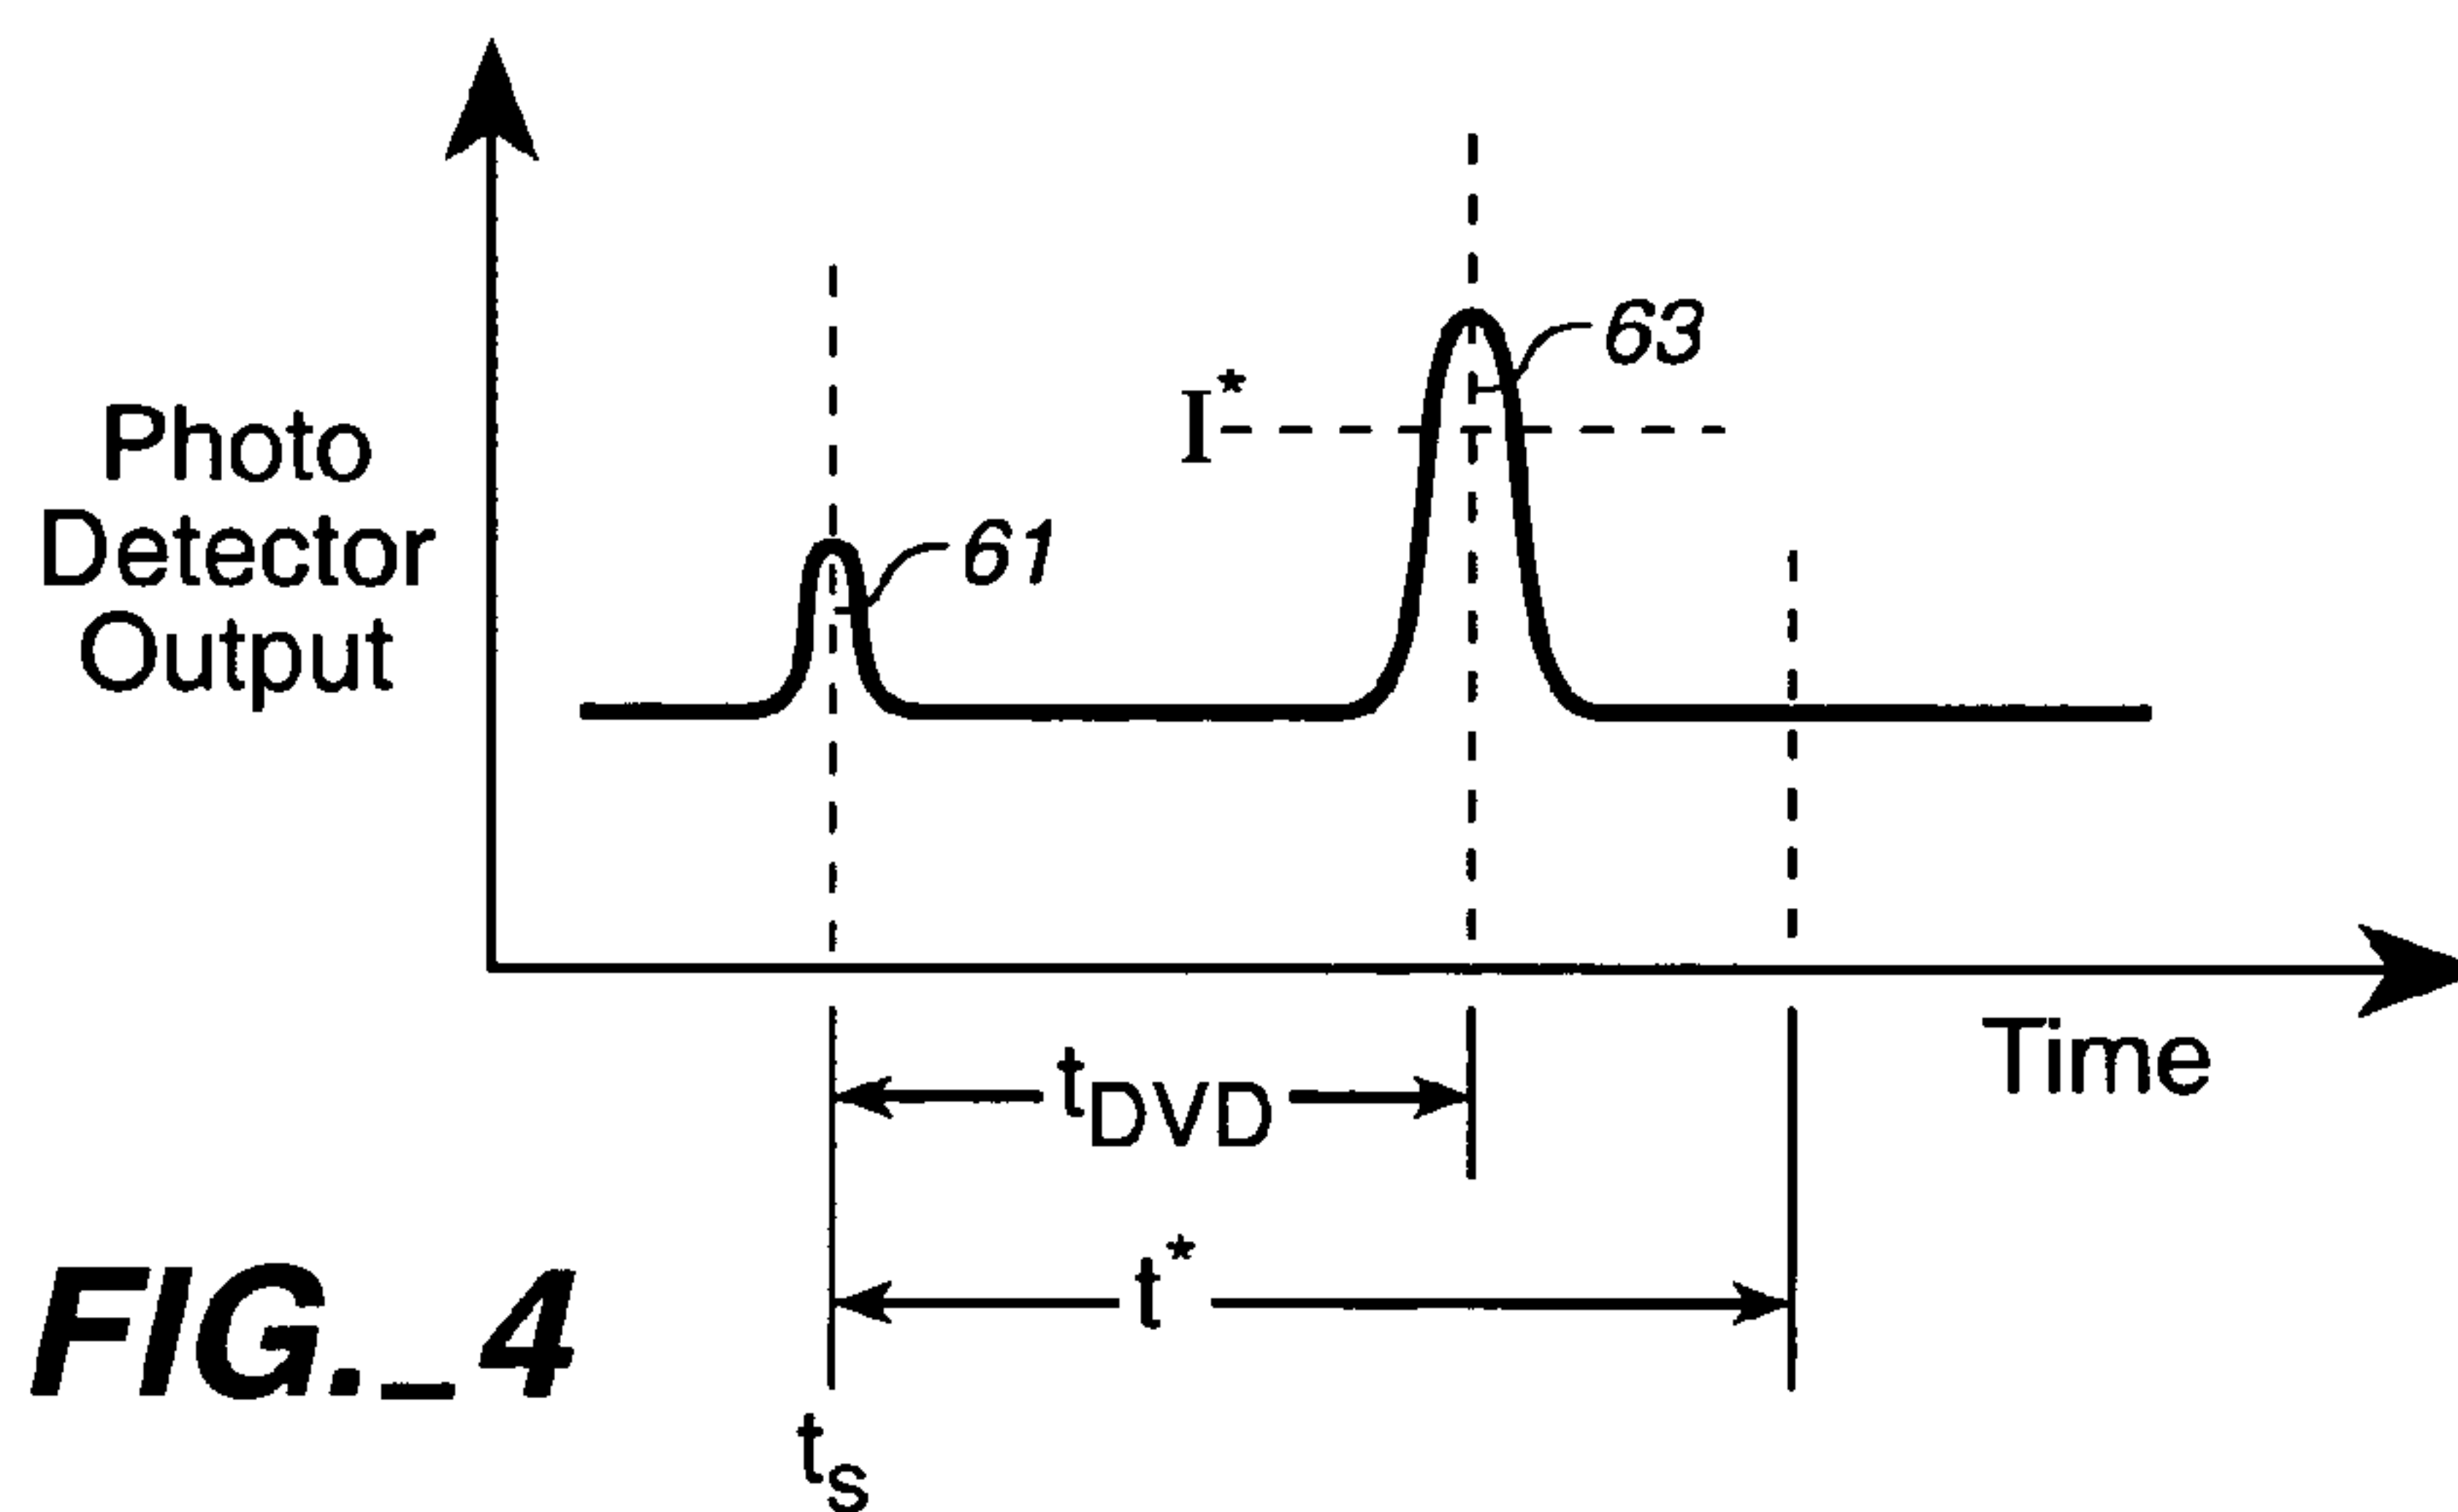 Photo
Detector
Output
61
I*
63
Time
tDVD
t*
ts
FIG._4